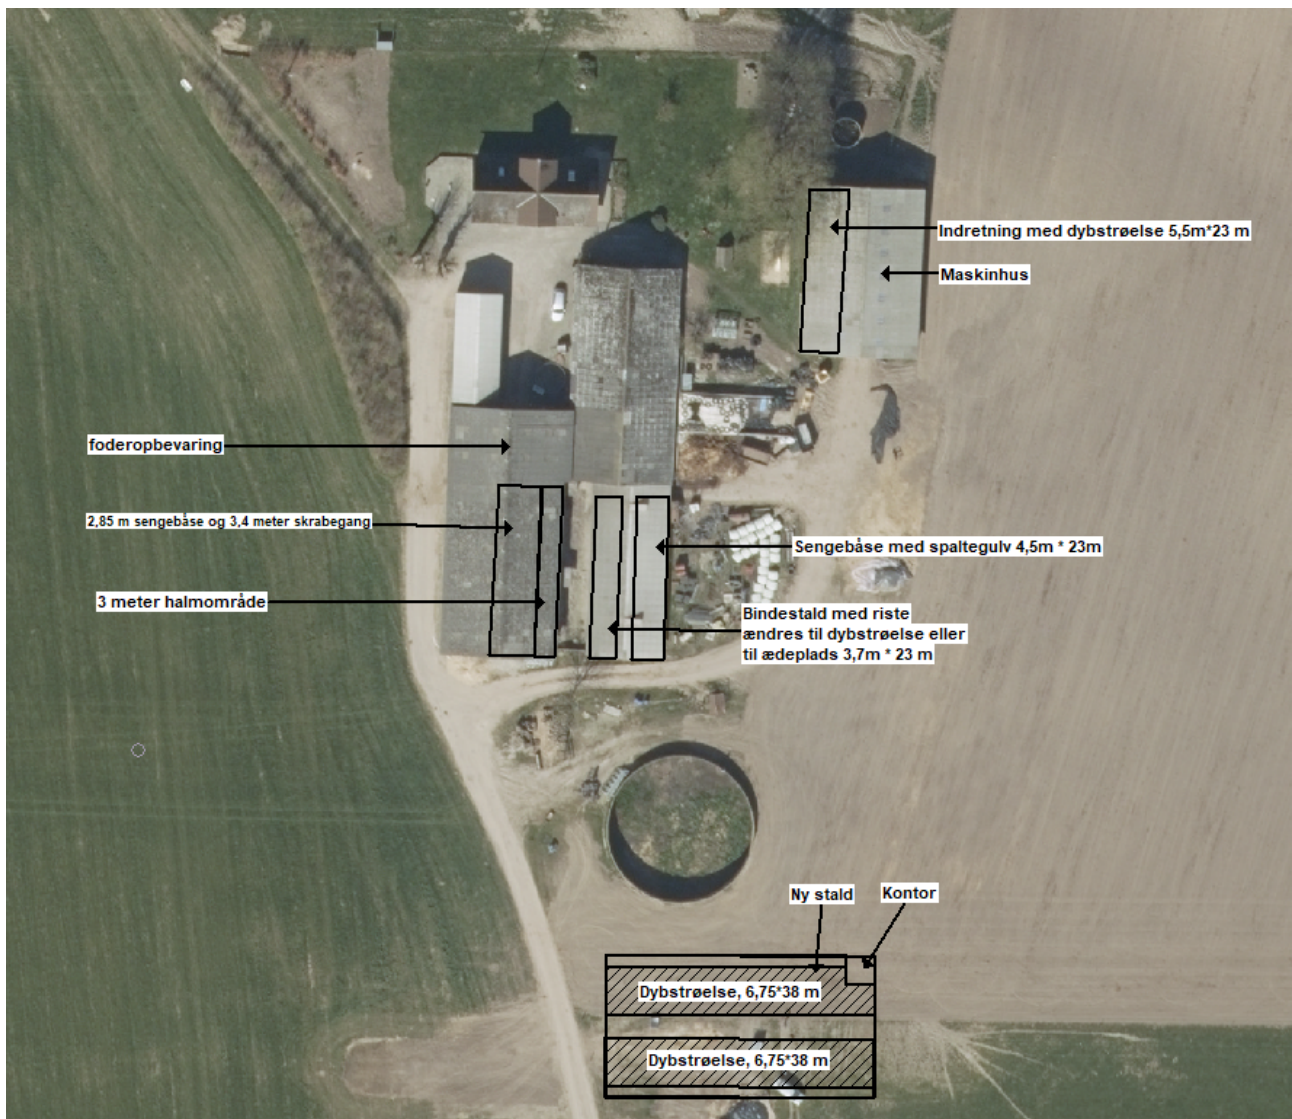 Indretning med dybstrøelse 5,5m*23 m
Maskinhus
foderopbevaring
2,85 m sengebåse og 3,4 meter skrabegang
Sengebåse med spaltegulv 4,5m * 23m
3 meter halmområde
Bindestald med riste
ændres til dybstrøelse eller
til ædeplads 3,7m * 23 m
Ny stald
Kontor
Dybstrøelse, 6,75*38 m
Dybstrøelse, 6,75*38 m